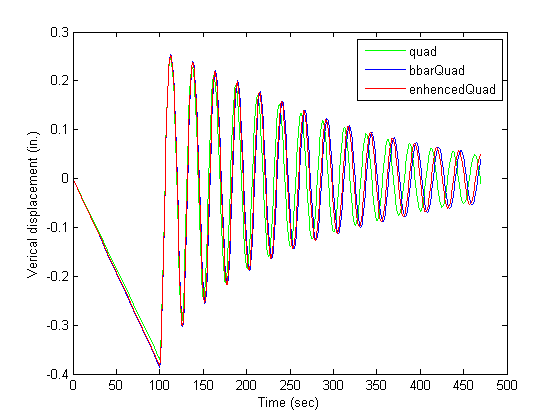 0.3
0.2
0.1
0
-0.1
-0.2
-0.3
-0.4
Verical displacement (in.)
quad
bbarQuad
enhencedQuad
0 50 100 150 200 250 300 350 400 450 500
Time (sec)